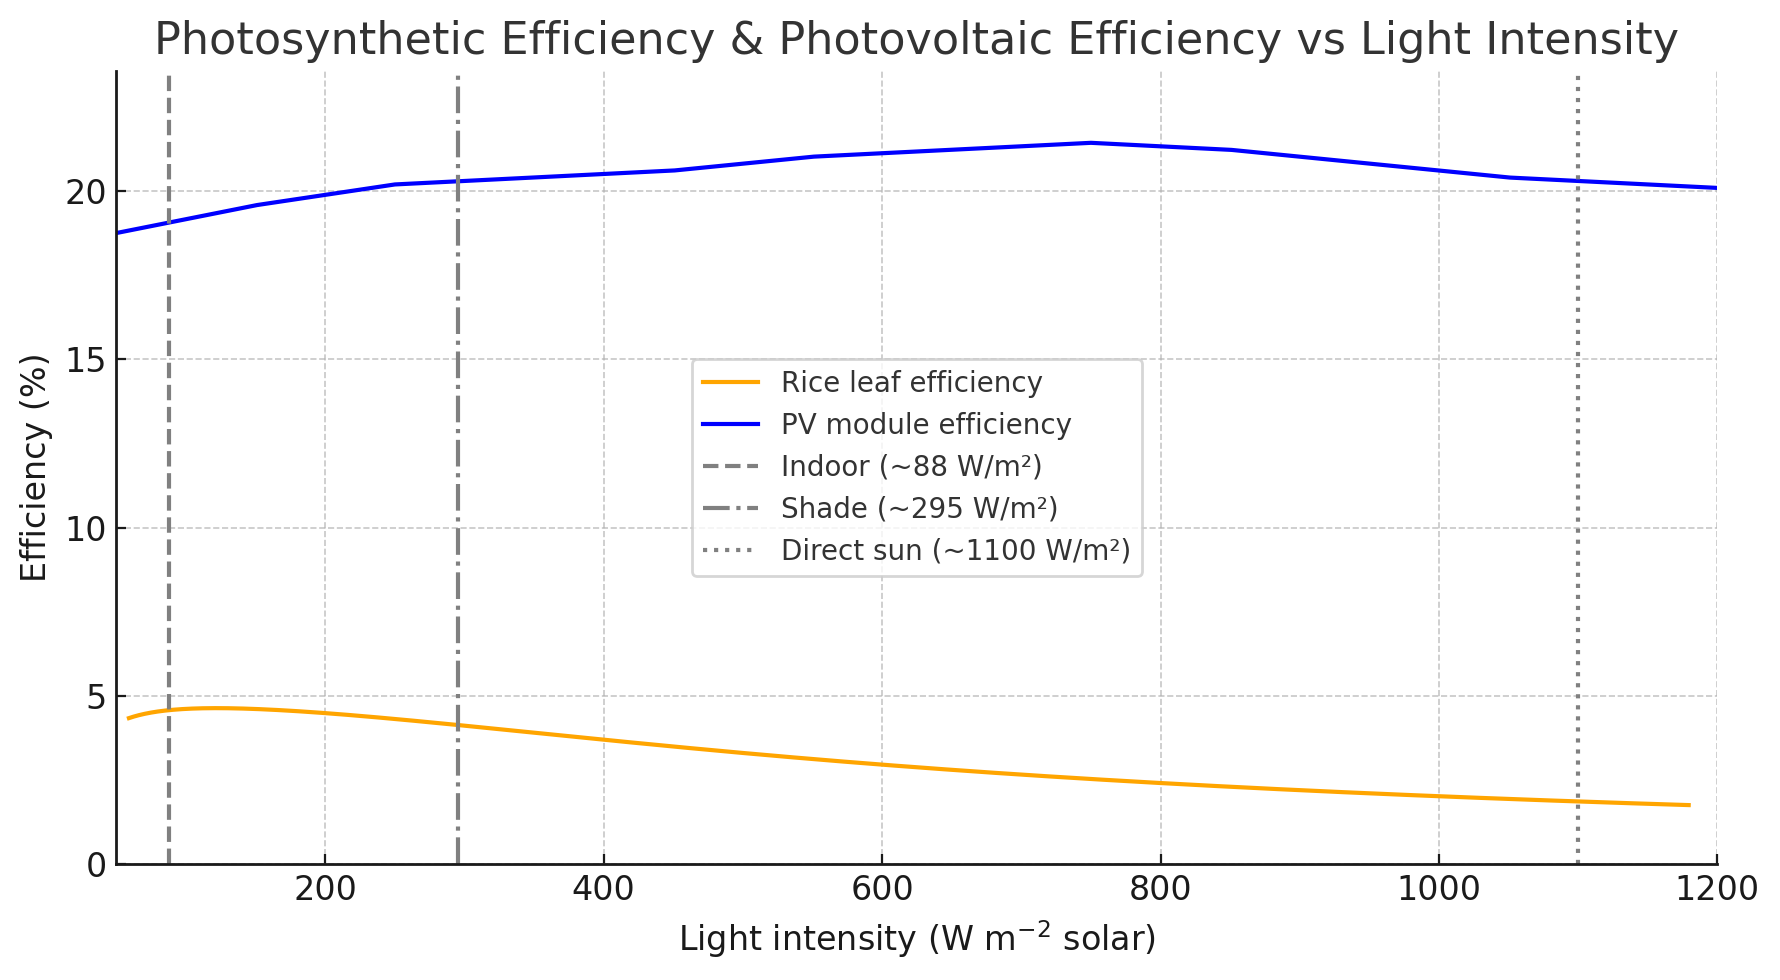 Photosynthetic Efficiency & Photovoltaic Efficiency vs Light Intensity
Efficiency (%)
20
15
10
5
0
Rice leaf efficiency
PV module efficiency
Indoor (~88 W/m²)
Shade (~295 W/m²)
Direct sun (~1100 W/m²)
200 400 600 800 1000 1200
Light intensity (W m⁻² solar)